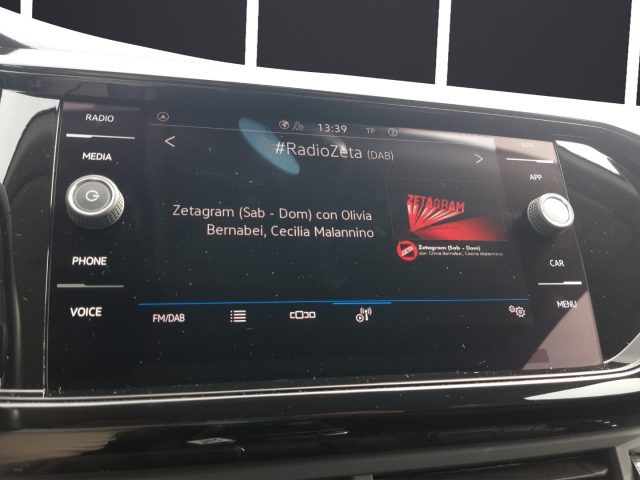 RADIO
MEDIA
PHONE
VOICE
13:39
TP
#RadioZeta (DAB)
Zetagram (Sab - Dom) con Olivia
Bernabei, Cecilia Malannino
ZETAGRAM
Zetagram (Sab - Dom)
con Olivia Bernabei, Cecilia Malannino
FM/DAB
NAV
APP
CAR
MENU